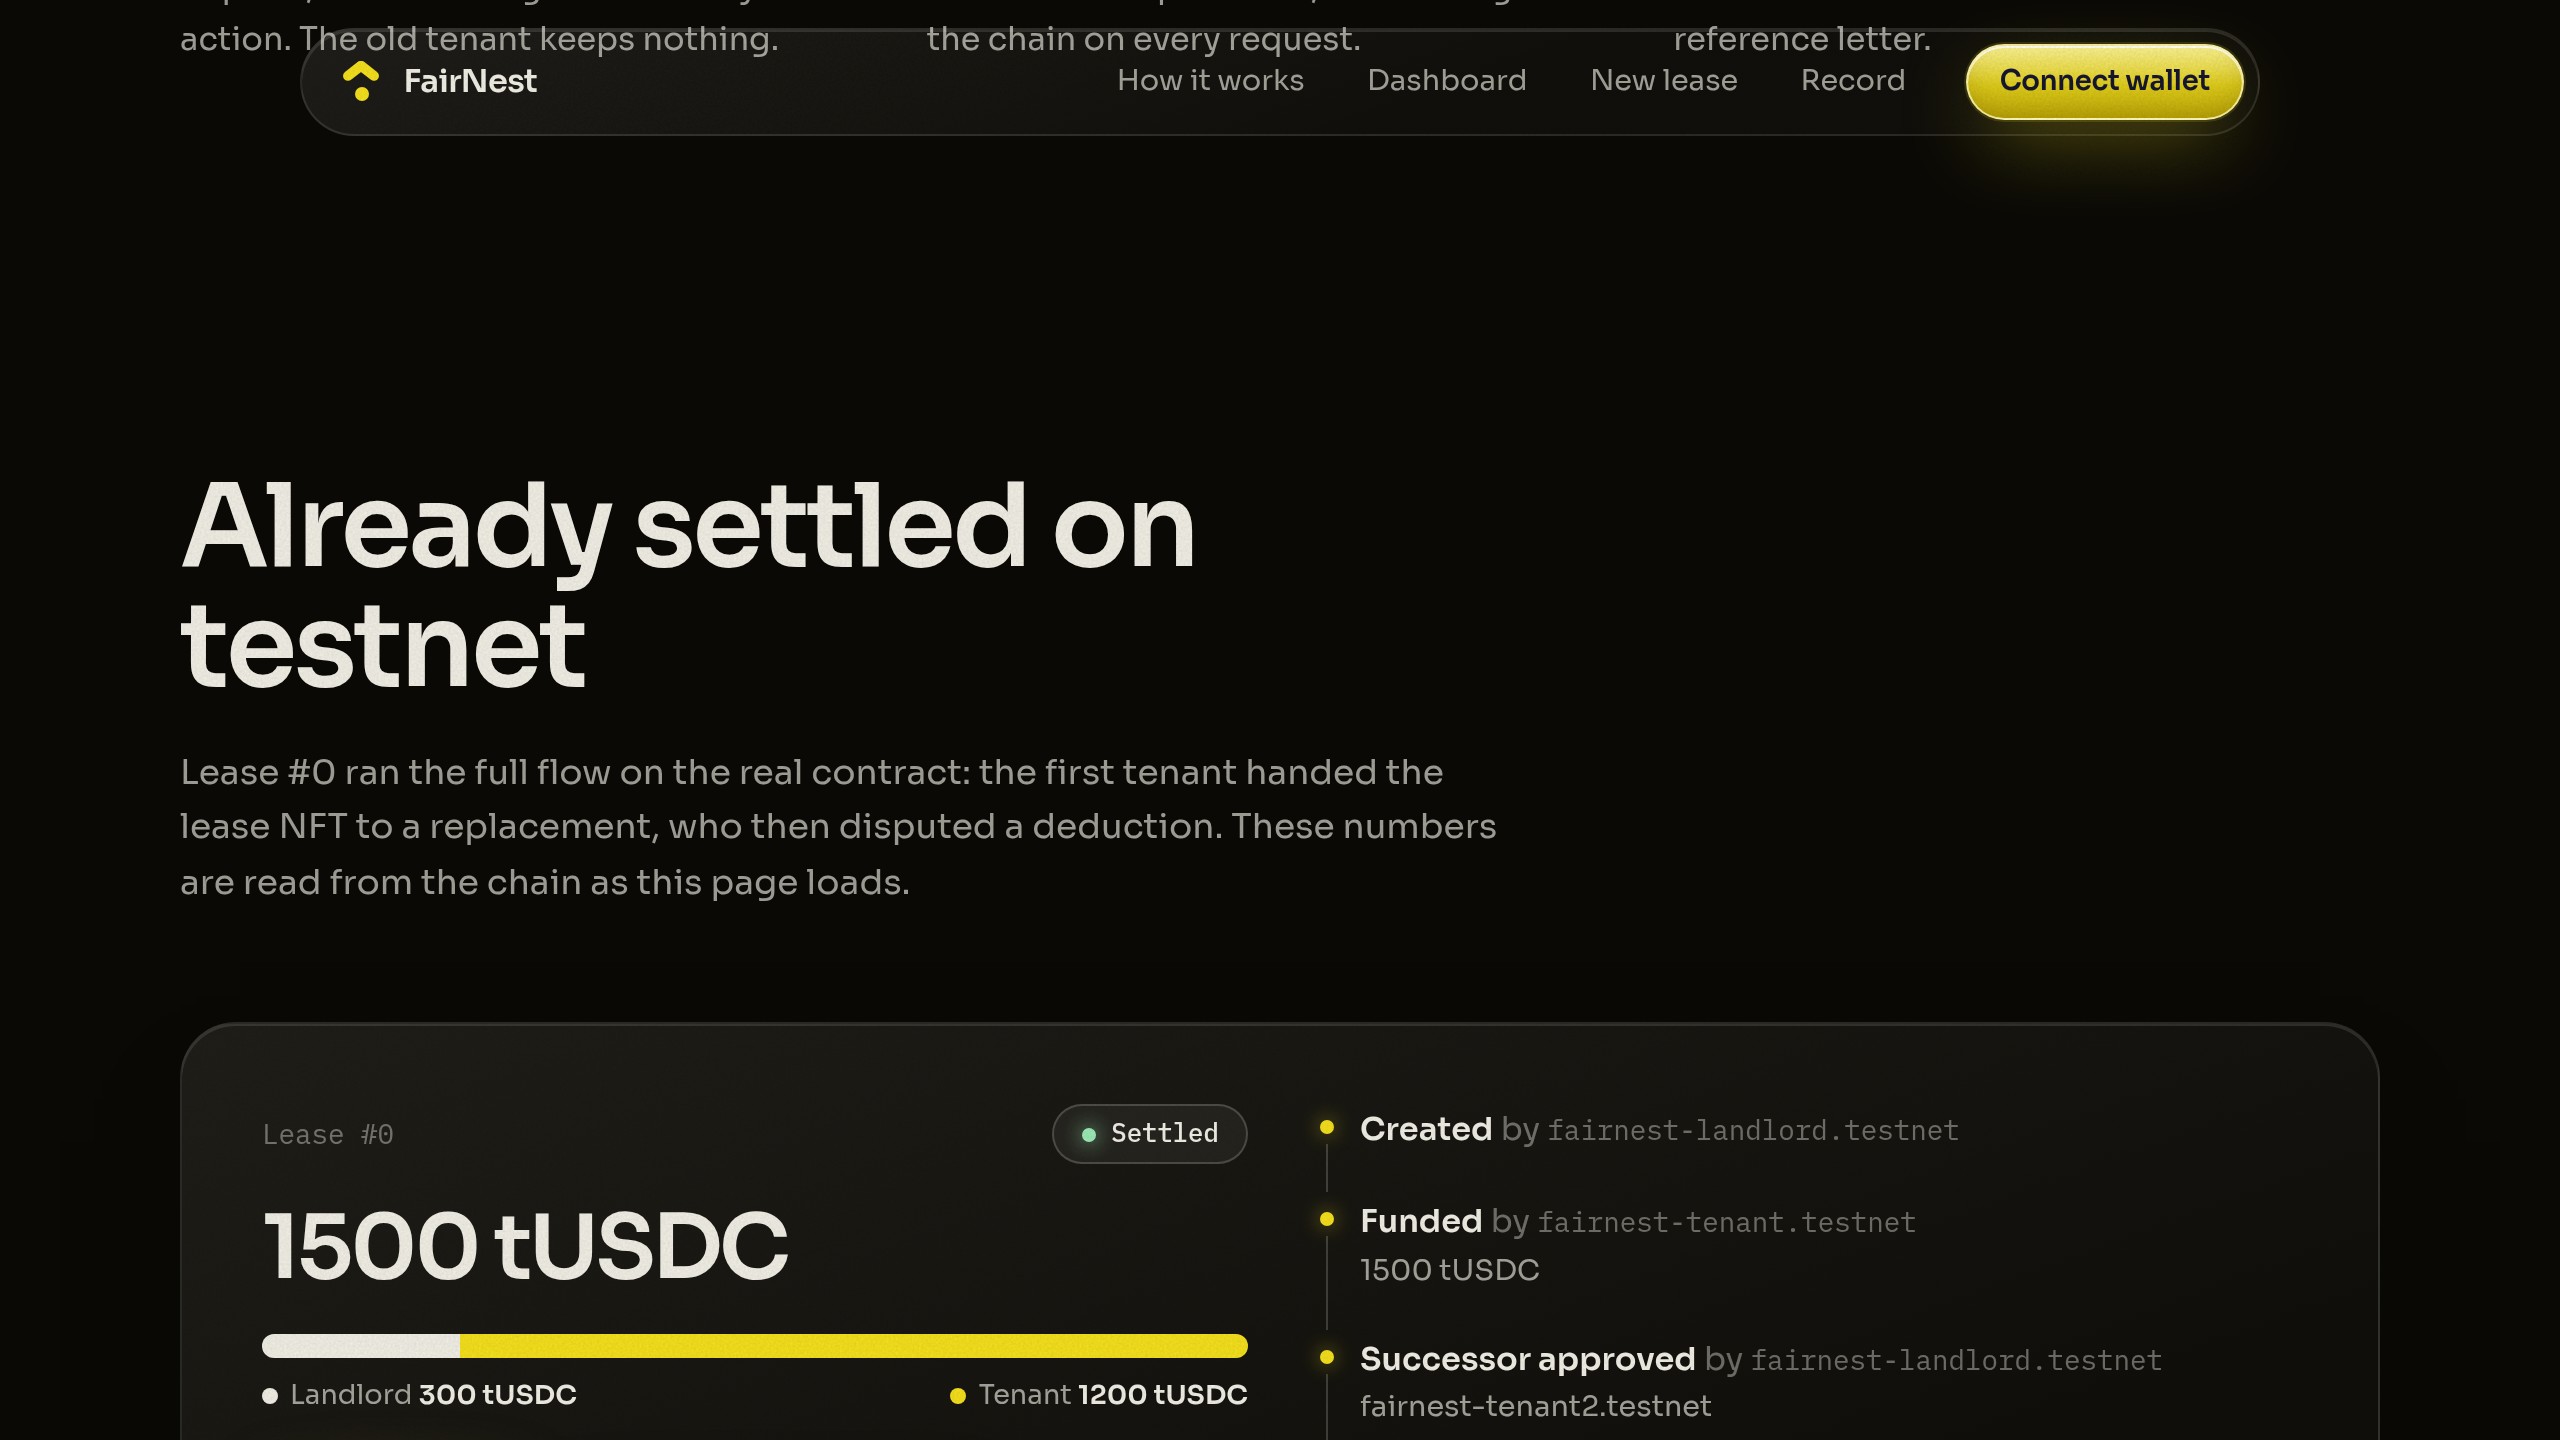 action. The old tenant keeps nothing.
the chain on every request.
reference letter.
FairNest
How it works
Dashboard
New lease
Record
Connect wallet
Already settled on
testnet
Lease #0 ran the full flow on the real contract: the first tenant handed the
lease NFT to a replacement, who then disputed a deduction. These numbers
are read from the chain as this page loads.
Lease #0
Settled
1500 tUSDC
Landlord 300 tUSDC
Tenant 1200 tUSDC
Created by fairnest-landlord.testnet
Funded by fairnest-tenant.testnet
1500 tUSDC
Successor approved by fairnest-landlord.testnet
fairnest-tenant2.testnet